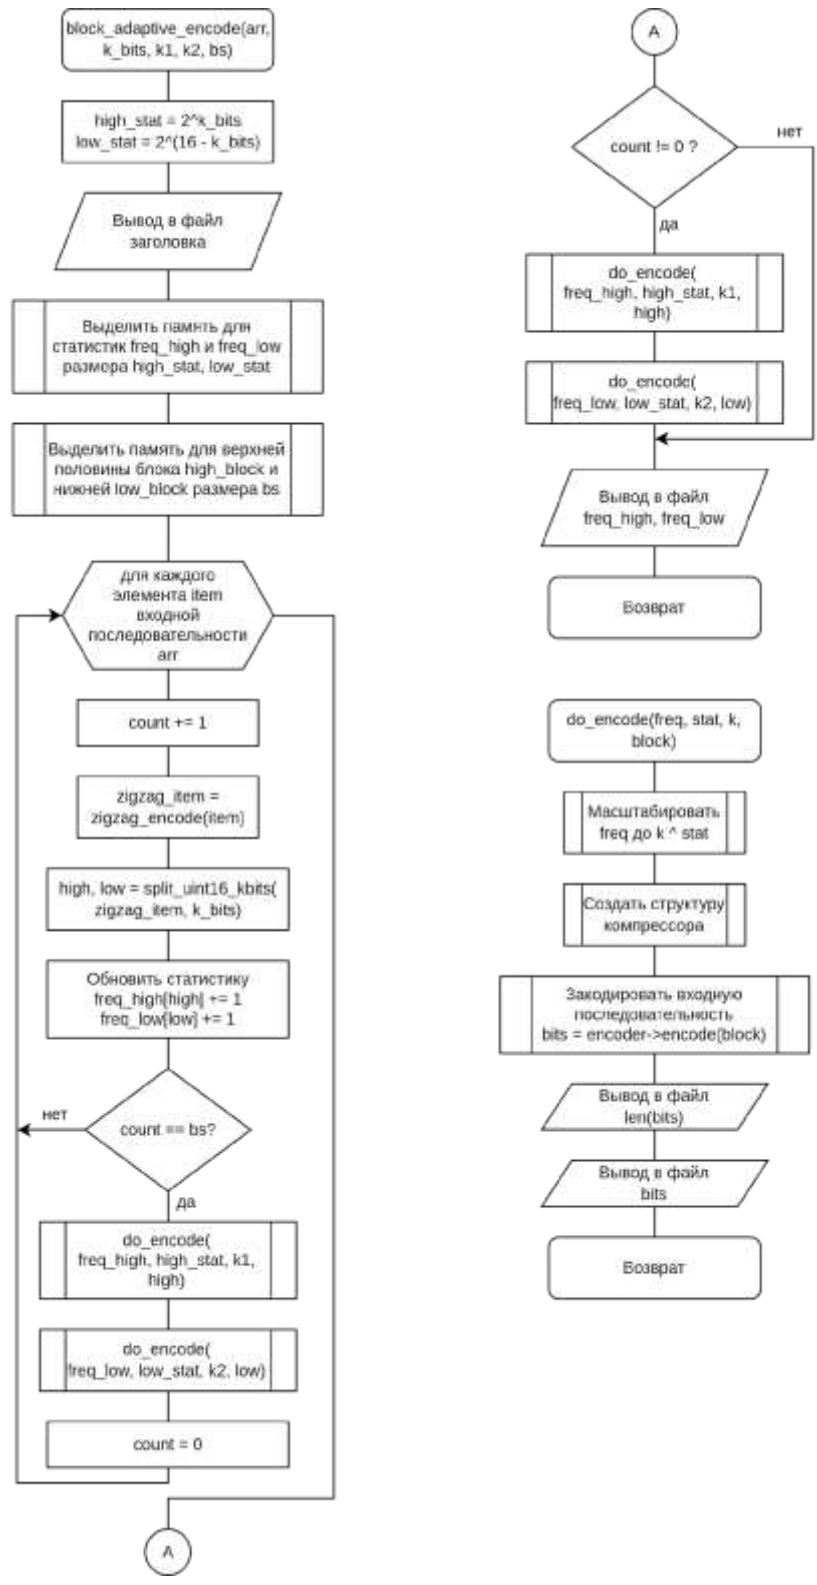 block_adaptive_encode(arr,
k_bits, k1, k2, bs)
high_stat = 2^k_bits
low_stat = 2^(16 - k_bits)
Вывод в файл
заголовка
Выделить память для
статистик freq_high и freq_low
размера high_stat, low_stat
Выделить память для верхней
половины блока high_block и
нижней low_block размера bs
для каждого
элемента item
входной
последовательности
arr
count += 1
zigzag_item =
zigzag_encode(item)
high, low = split_uint16_kbits(
zigzag_item, k_bits)
Обновить статистику
freq_high[high] += 1
freq_low[low] += 1
нет
count == bs?
да
do_encode(
freq_high, high_stat, k1,
high)
do_encode(
freq_low, low_stat, k2, low)
count = 0
A
A
нет
count != 0 ?
да
do_encode(
freq_high, high_stat, k1,
high)
do_encode(
freq_low, low_stat, k2, low)
Вывод в файл
freq_high, freq_low
Возврат
do_encode(freq, stat, k,
block)
Масштабировать
freq до k ^ stat
Создать структуру
компрессора
Закодировать входную
последовательность
bits = encoder->encode(block)
Вывод в файл
len(bits)
Вывод в файл
bits
Возврат